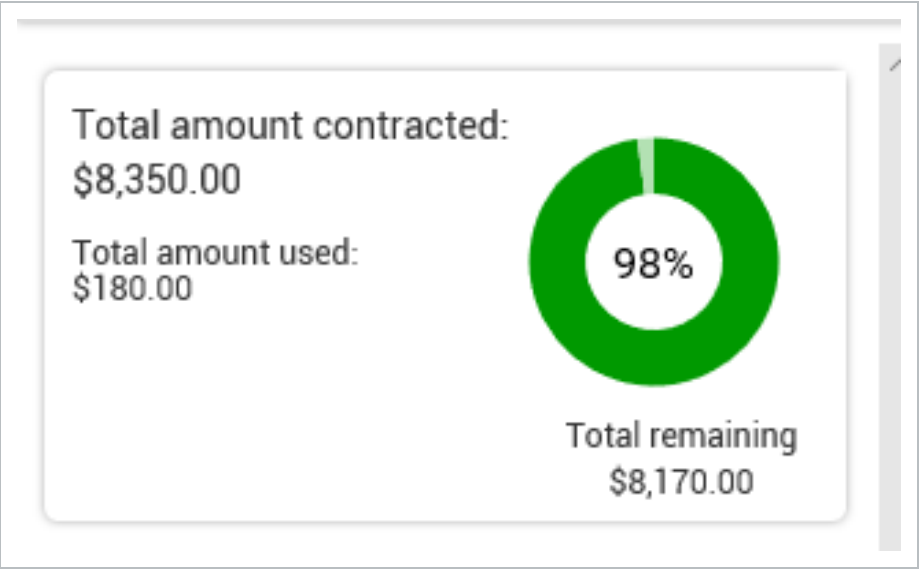 Total amount contracted:
$8,350.00
Total amount used:
$180.00
98%
Total remaining
$8,170.00